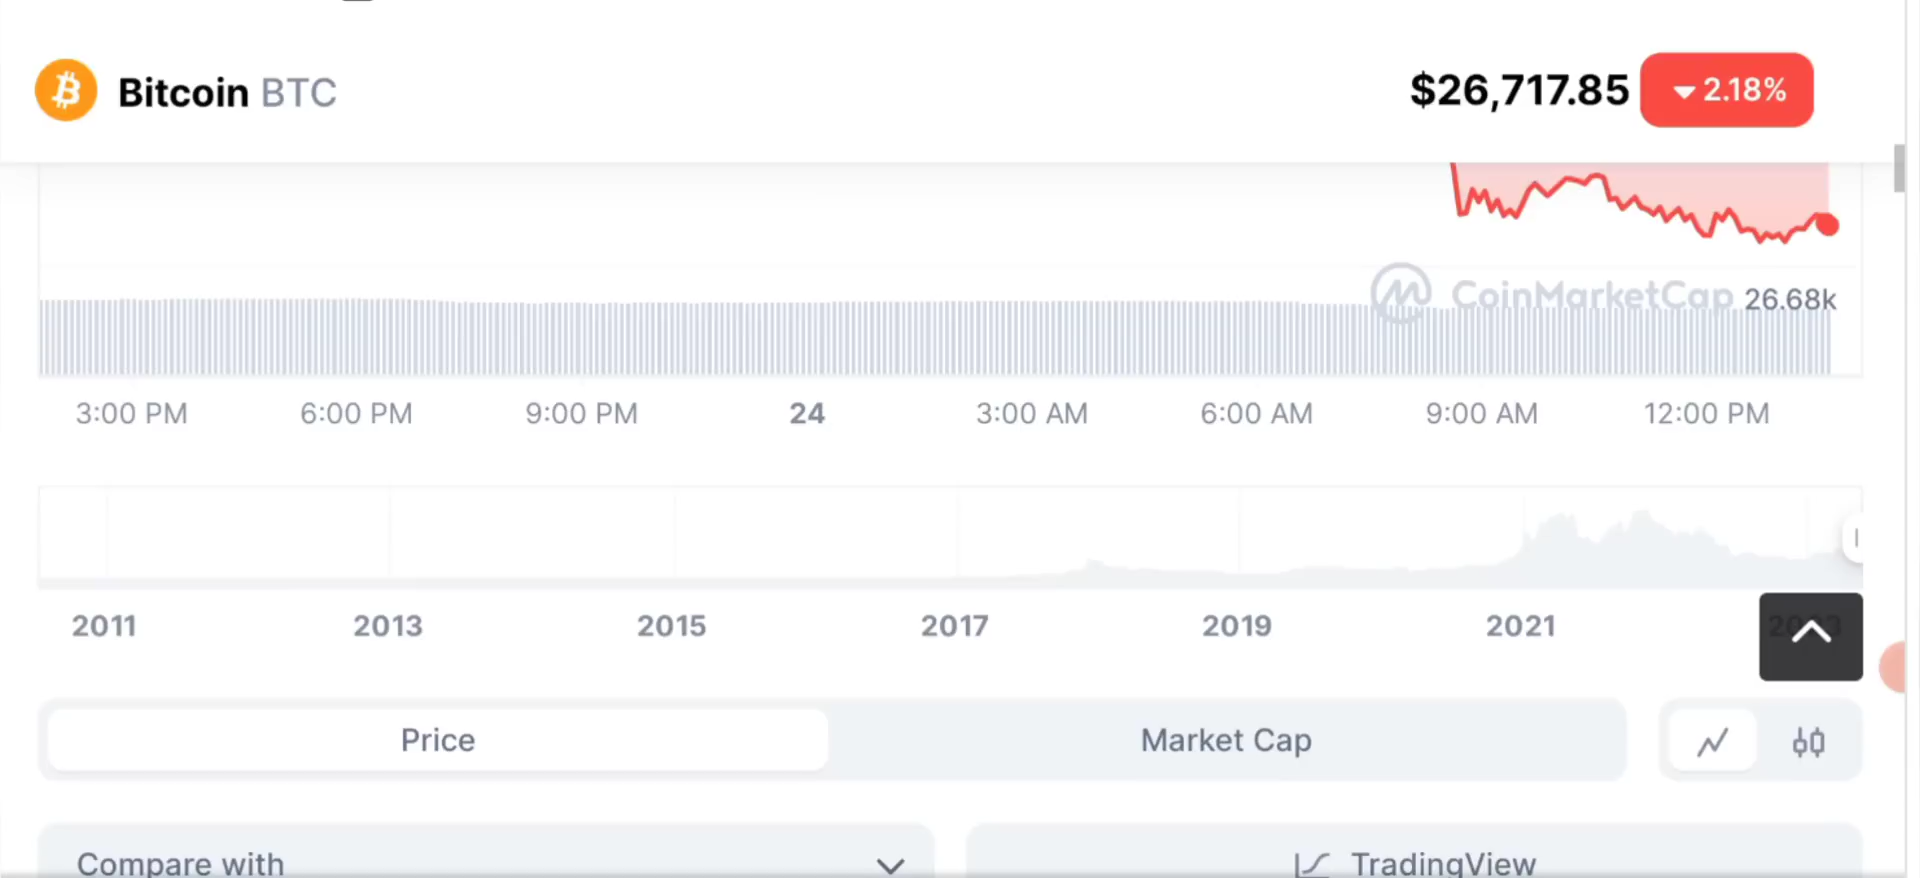 Bitcoin BTC
$26,717.85 2.18%
CoinMarketCap 26.68k
3:00 PM 6:00 PM 9:00 PM 24 3:00 AM 6:00 AM 9:00 AM 12:00 PM
2011 2013 2015 2017 2019 2021 2023
Price Market Cap
Compare with TradingView